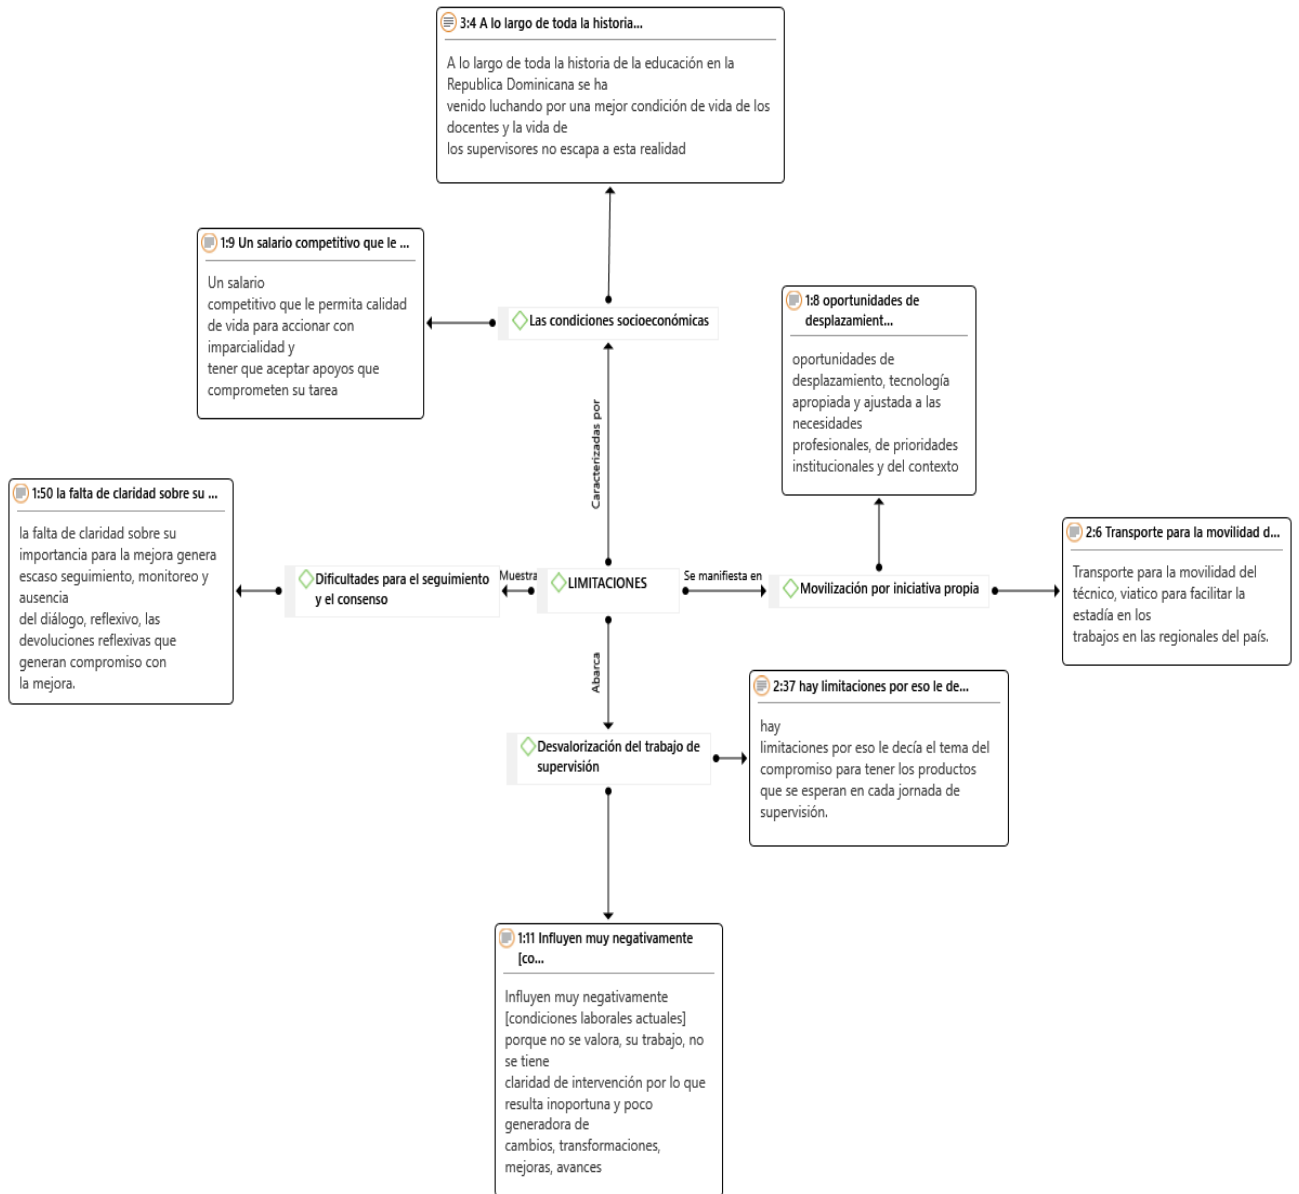 3:4 A lo largo de toda la historia...
A lo largo de toda la historia de la educación en la
Republica Dominicana se ha
venido luchando por una mejor condición de vida de los
docentes y la vida de
los supervisores no escapa a esta realidad
1:9 Un salario competitivo que le ...
Un salario
competitivo que le permita calidad
de vida para accionar con
imparcialidad y
tener que aceptar apoyos que
comprometen su tarea
Las condiciones socioeconómicas
1:8 oportunidades de
desplazamient...
oportunidades de
desplazamiento, tecnología
apropiada y ajustada a las
necesidades
profesionales, de prioridades
institucionales y del contexto
Caracterizadas por
1:50 la falta de claridad sobre su ...
la falta de claridad sobre su
importancia para la mejora genera
escaso seguimiento, monitoreo y
ausencia
del diálogo, reflexivo, las
devoluciones reflexivas que
generan compromiso con
la mejora.
Dificultades para el seguimiento
y el consenso
Muestra
LIMITACIONES
Se manifiesta en
Movilización por iniciativa propia
2:6 Transporte para la movilidad d...
Transporte para la movilidad del
técnico, viatico para facilitar la
estadía en los
trabajos en las regionales del país.
Abarca
Desvalorización del trabajo de
supervisión
2:37 hay limitaciones por eso le de...
hay
limitaciones por eso le decía el tema del
compromiso para tener los productos
que se esperan en cada jornada de
supervisión.
1:11 Influyen muy negativamente
[co...
Influyen muy negativamente
[condiciones laborales actuales]
porque no se valora, su trabajo, no
se tiene
claridad de intervención por lo que
resulta inoportuna y poco
generadora de
cambios, transformaciones,
mejoras, avances